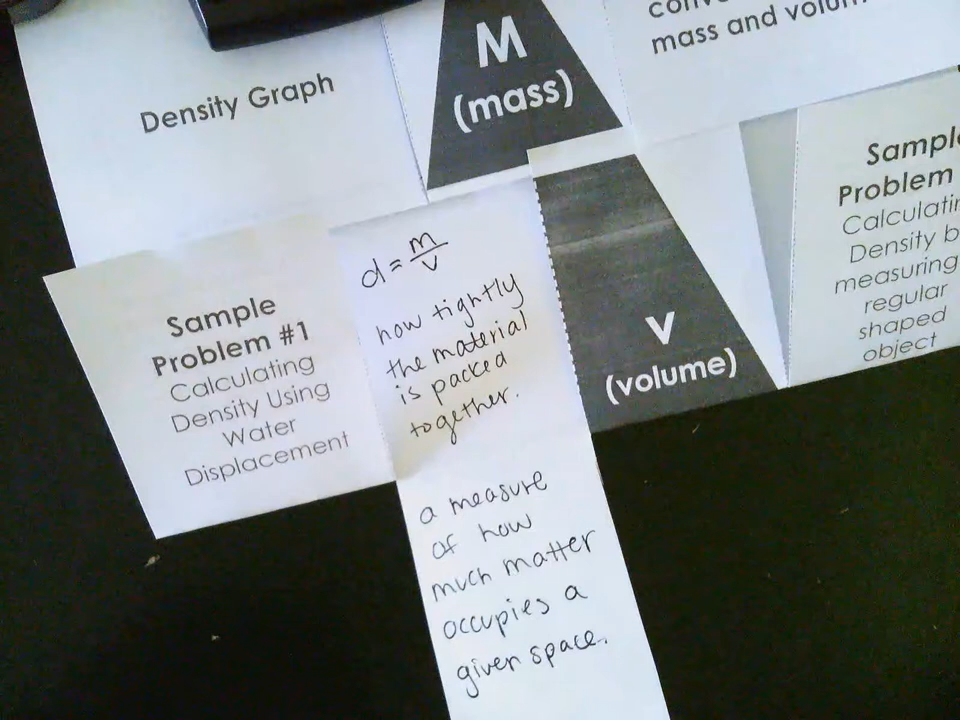 Density Graph
M
(mass)
mass and volum
Sample
Problem #1
Calculating
Density Using
Water
Displacement
d = m/v
how tightly
the material
is packed
together.
a measure
of how
much matter
occupies a
given space.
V
(volume)
Sample
Problem
Calculatin
Density b
measuring
regular
shaped
object